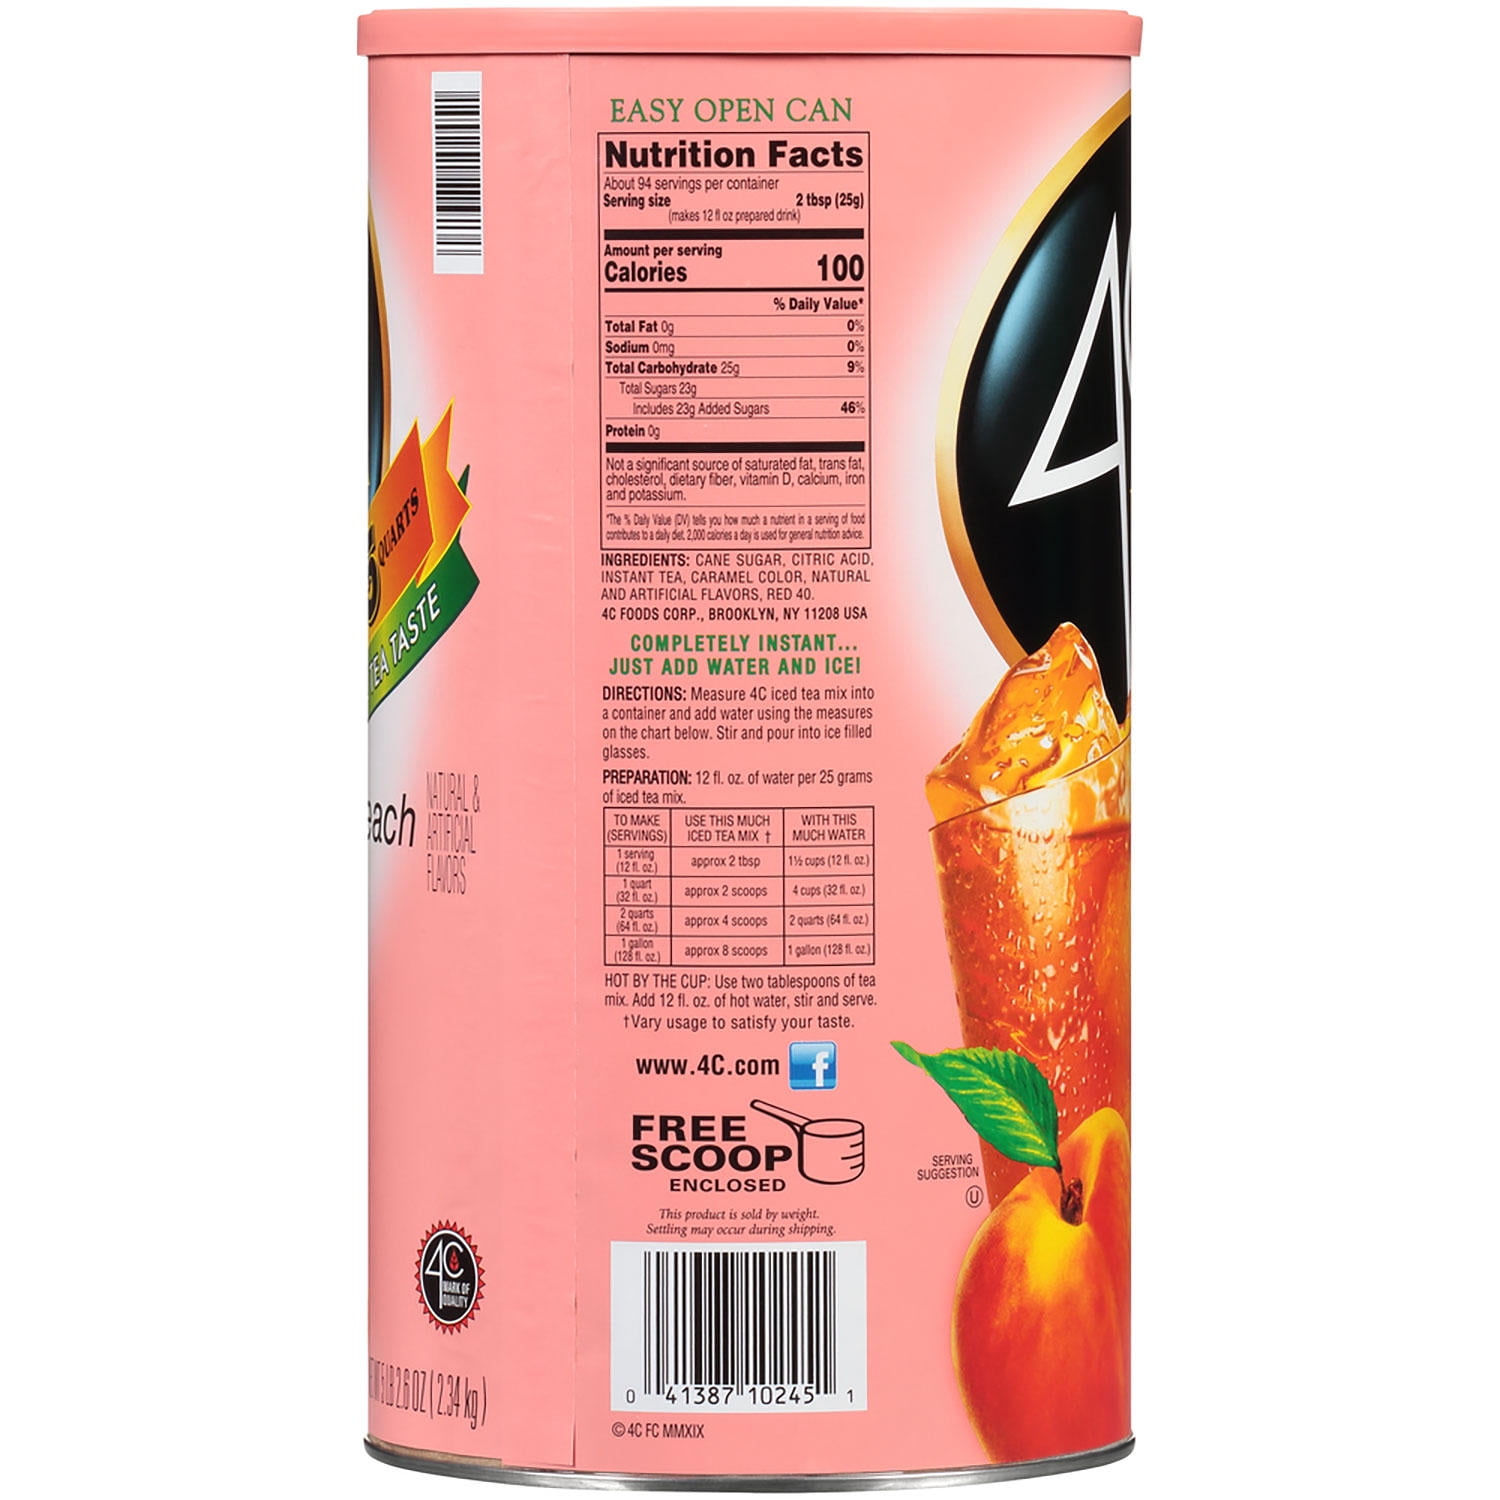 EASY OPEN CAN
Nutrition Facts
About 94 servings per container
Serving size 2 tbsp (25g)
(makes 12 fl oz prepared drink)
Amount per serving
Calories 100
% Daily Value*
Total Fat 0g 0%
Sodium 0mg 0%
Total Carbohydrate 25g 9%
Total Sugars 23g
Includes 23g Added Sugars 46%
Protein 0g
Not a significant source of saturated fat, trans fat,
cholesterol, dietary fiber, vitamin D, calcium, iron
and potassium.
*The % Daily Value (DV) tells you how much a nutrient in a serving of food
contributes to a daily diet. 2,000 calories a day is used for general nutrition advice.
INGREDIENTS: CANE SUGAR, CITRIC ACID,
INSTANT TEA, CARAMEL COLOR, NATURAL
AND ARTIFICIAL FLAVORS, RED 40.
4C FOODS CORP., BROOKLYN, NY 11208 USA
COMPLETELY INSTANT...
JUST ADD WATER AND ICE!
DIRECTIONS: Measure 4C iced tea mix into
a container and add water using the measures
on the chart below. Stir and pour into ice filled
glasses.
PREPARATION: 12 fl. oz. of water per 25 grams
of iced tea mix.
TO MAKE (SERVINGS) USE THIS MUCH ICED TEA MIX † WITH THIS MUCH WATER
1 serving (12 fl. oz.) approx 2 tbsp 1½ cups (12 fl. oz.)
1 quart (32 fl. oz.) approx 2 scoops 4 cups (32 fl. oz.)
2 quarts (64 fl. oz.) approx 4 scoops 2 quarts (64 fl. oz.)
1 gallon (128 fl. oz.) approx 8 scoops 1 gallon (128 fl. oz.)
HOT BY THE CUP: Use two tablespoons of tea
mix. Add 12 fl. oz. of hot water, stir and serve.
†Vary usage to satisfy your taste.
www.4C.com f
FREE
SCOOP
ENCLOSED
This product is sold by weight.
Settling may occur during shipping.
0 41387 10245 1
© 4C FC MMXIX
5 QUARTS
TEA TASTE
each
NATURAL &
ARTIFICIAL
FLAVORS
4C
MARK OF
QUALITY
WT 5 LB 2.6 OZ (2.34 kg)
4
SERVING
SUGGESTION
U